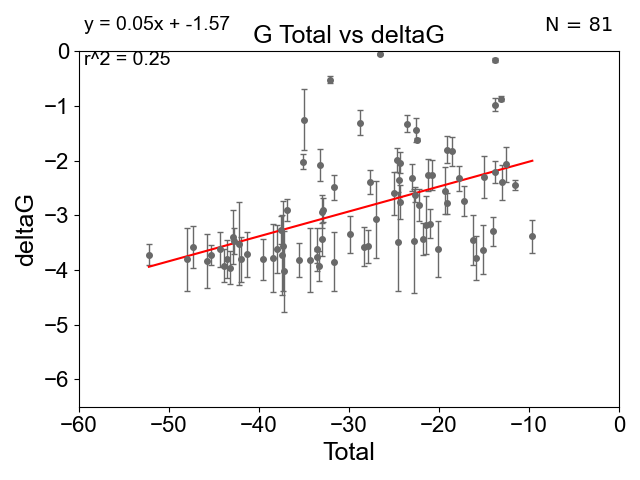 y = 0.05x + -1.57
G Total vs deltaG
N = 81
r^2 = 0.25
0
−1
−2
−3
−4
−5
−6
deltaG
−60
−50
−40
−30
−20
−10
0
Total